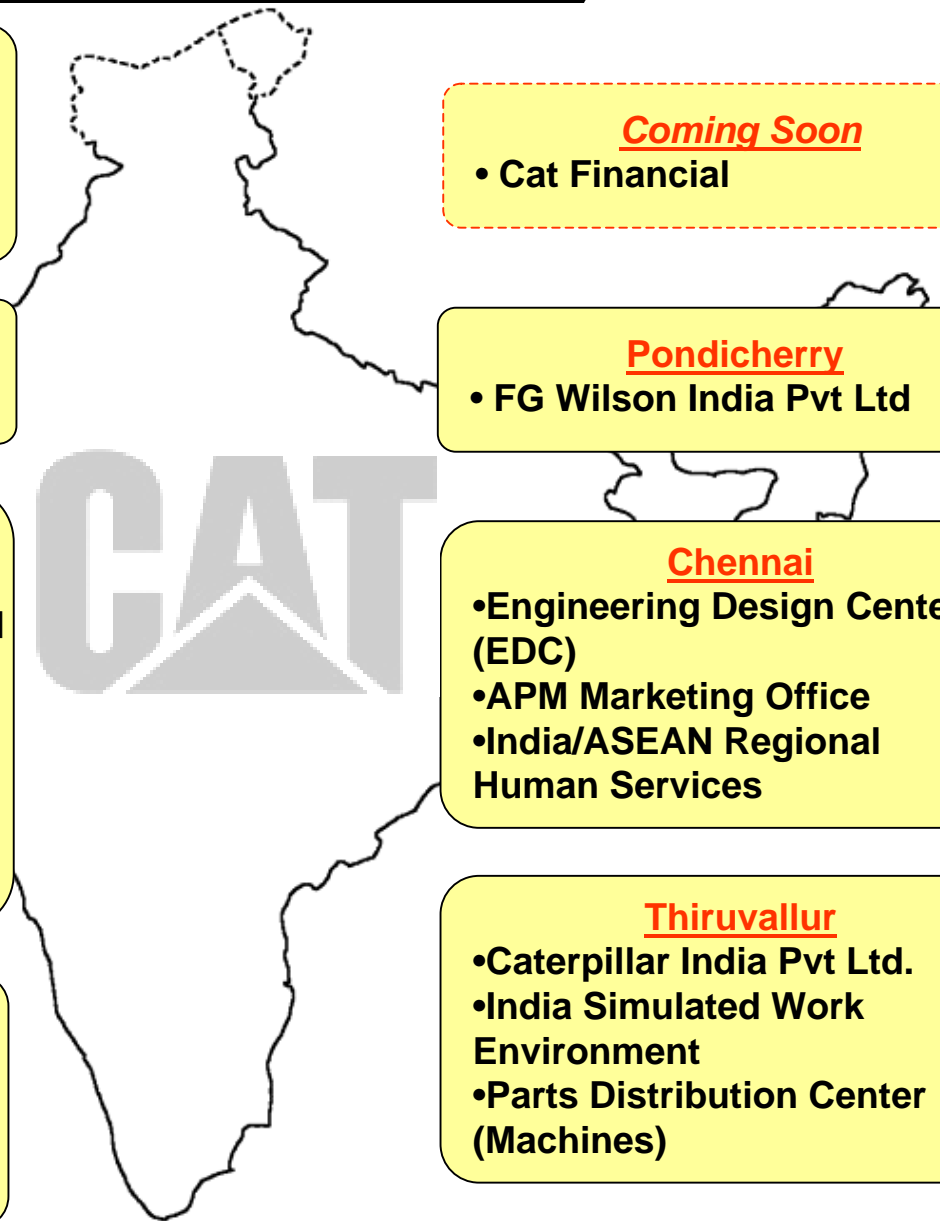 Coming Soon
• Cat Financial
Pondicherry
• FG Wilson India Pvt Ltd
CAT
Chennai
•Engineering Design Cente
(EDC)
•APM Marketing Office
•India/ASEAN Regional
Human Services
Thiruvallur
•Caterpillar India Pvt Ltd.
•India Simulated Work
Environment
•Parts Distribution Center
(Machines)